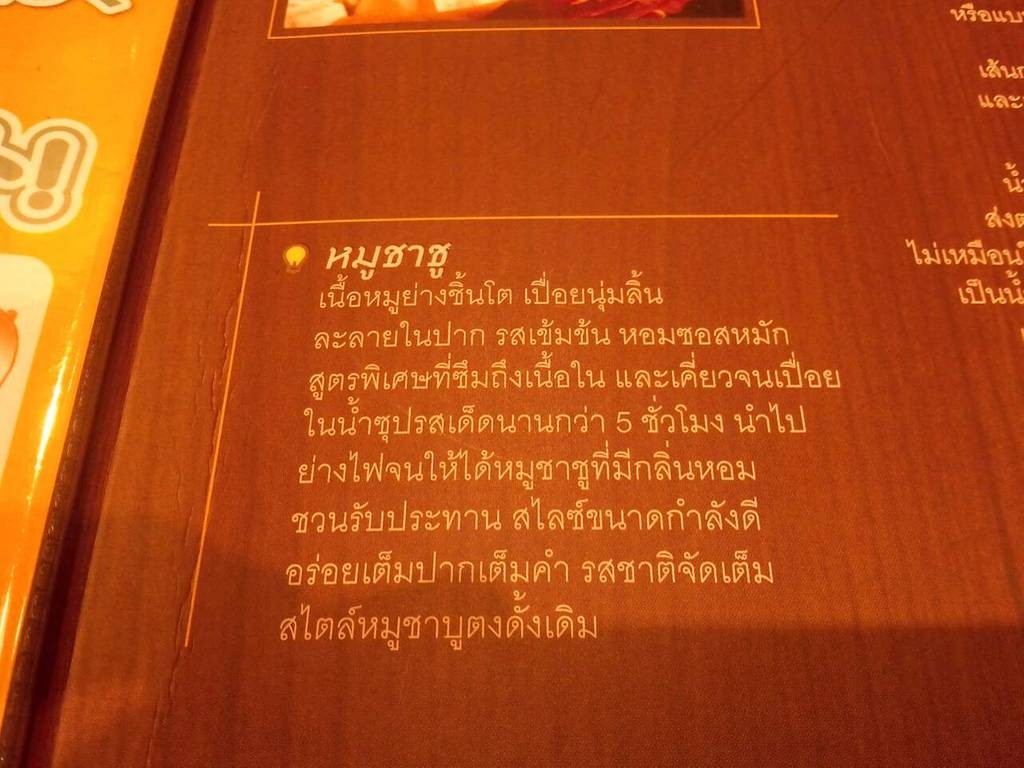 หมูชาชู
เนื้อหมูย่างชิ้นโต เปื่อยนุ่มลิ้น
ละลายในปาก รสเข้มข้น หอมซอสหมัก
สูตรพิเศษที่ซึมถึงเนื้อใน และเคี่ยวจนเปื่อย
ในน้ำซุปรสเด็ดนานกว่า 5 ชั่วโมง นำไป
ย่างไฟจนให้ได้หมูชาชูที่มีกลิ่นหอม
ชวนรับประทาน สไลซ์ขนาดกำลังดี
อร่อยเต็มปากเต็มคำ รสชาติจัดเต็ม
สไตล์หมูชาบูตงดั้งเดิม
หรือแบ
เส้น
และ
ส่ง
ไม่เหมือน
เป็นน้ำ